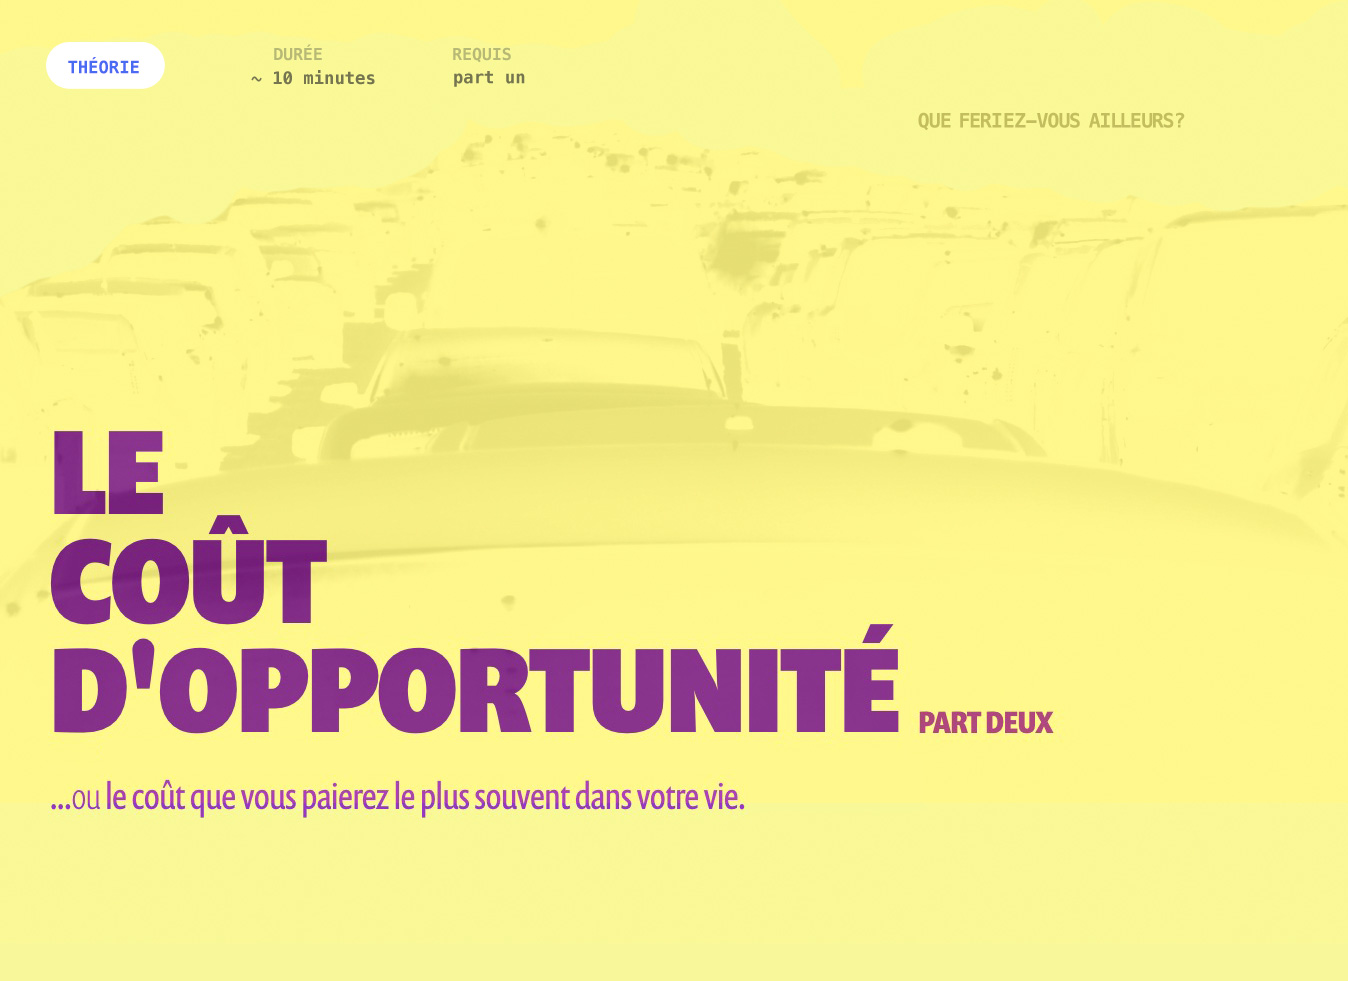 THÉORIE
DURÉE
~ 10 minutes
REQUIS
part un
QUE FERIEZ–VOUS AILLEURS?
LE
COÛT
D'OPPORTUNITÉ PART DEUX
...ou le coût que vous paierez le plus souvent dans votre vie.